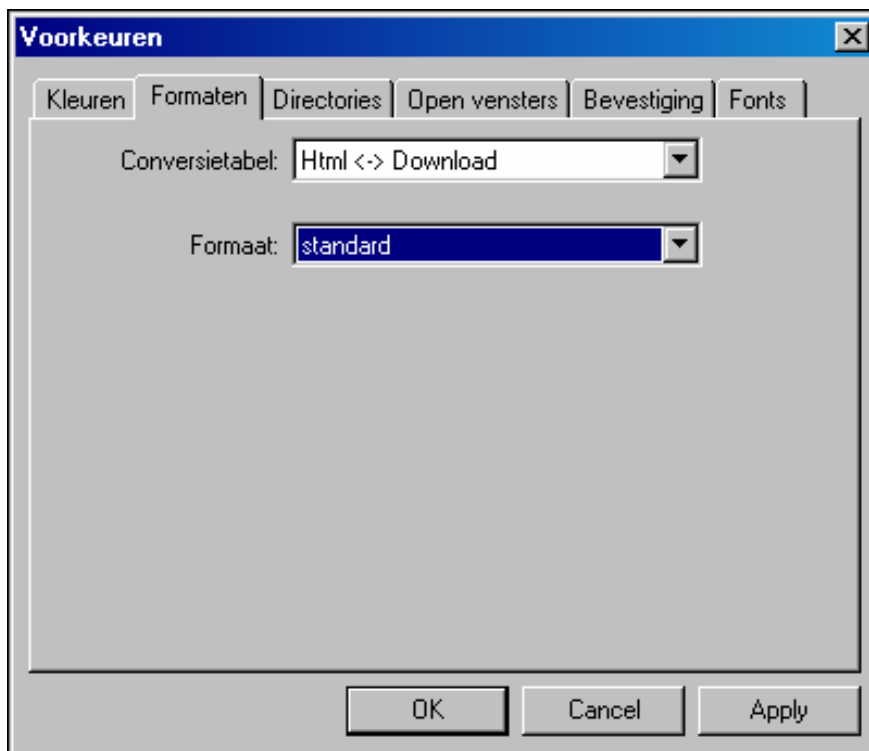 Voorkeuren
Kleuren Formaten Directories Open vensters Bevestiging Fonts
Conversietabel: Html <-> Download
Formaat: standard
OK Cancel Apply